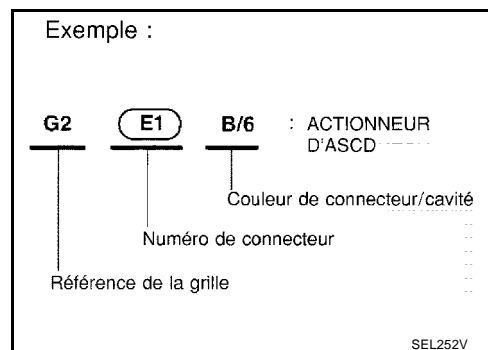 Exemple :
G2 E1 B/6 : ACTIONNEUR
D'ASCD
Couleur de connecteur/cavité
Numéro de connecteur
Référence de la grille
SEL252V